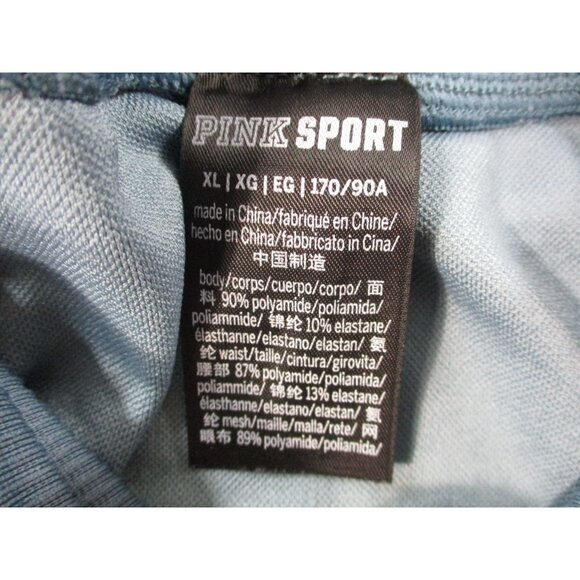 PINK SPORT
XL | XG | EG | 170/90A
made in China/fabriqué en Chine/
hecho en China/fabbricato in Cina/
中国制造
body/corps/cuerpo/corpo/ 面
料 90% polyamide/poliamida/
poliammide/ 锦纶 10% elastane/
élasthanne/elastano/elastan/ 氨
纶 waist/taille/cintura/girovita/
腰部 87% polyamide/poliamida/
poliammide/ 锦纶 13% elastane/
élasthanne/elastano/elastan/ 氨
纶 mesh/maille/malla/rete/ 网
眼布 89% polyamide/poliamida/